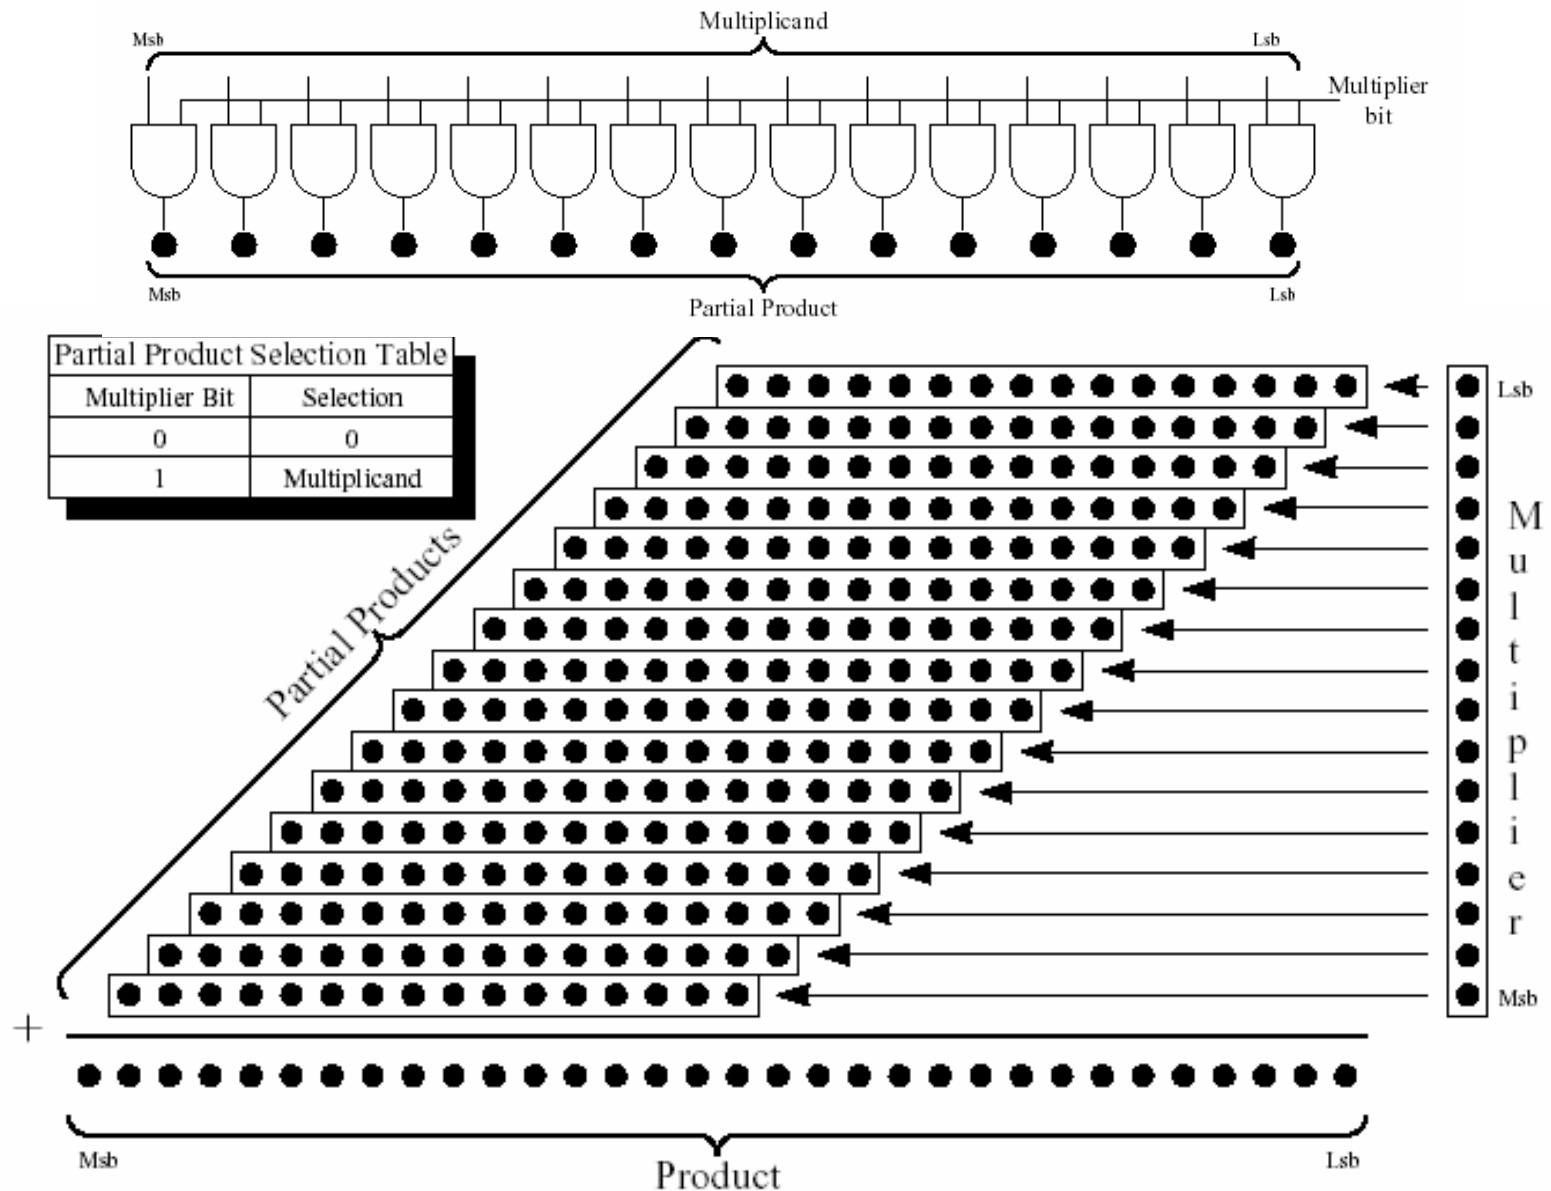 Multiplicand
Msb
Lsb
Multiplier
bit
Msb
Lsb
Partial Product
Partial Product Selection Table
Multiplier Bit Selection
0 0
1 Multiplicand
Partial Products
Lsb
Multiplier
Msb
+
Msb
Lsb
Product